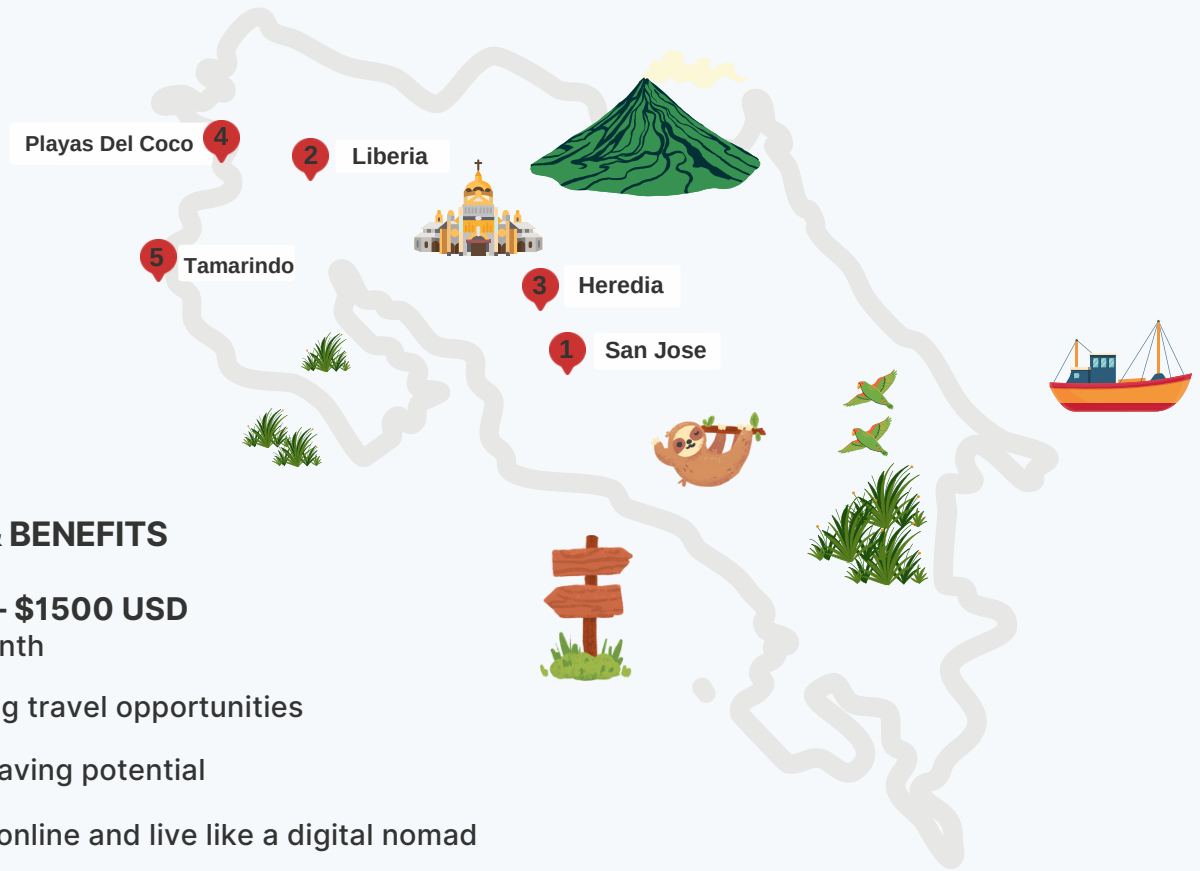 Playas Del Coco 4
2 Liberia
5 Tamarindo
3 Heredia
1 San Jose
& BENEFITS
- $1500 USD
nth
g travel opportunities
aving potential
online and live like a digital nomad